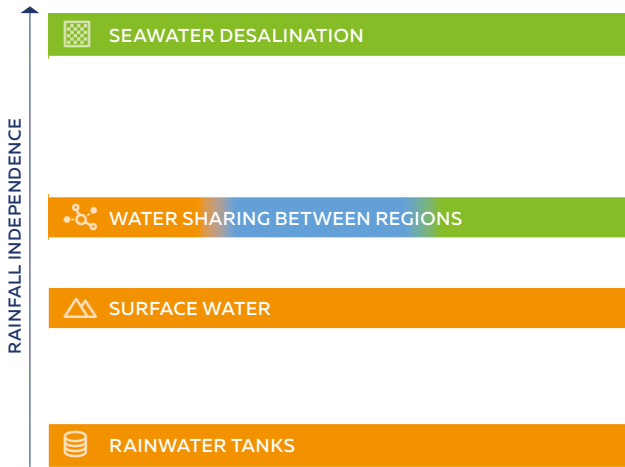 RAINFALL INDEPENDENCE
SEAWATER DESALINATION
WATER SHARING BETWEEN REGIONS
SURFACE WATER
RAINWATER TANKS